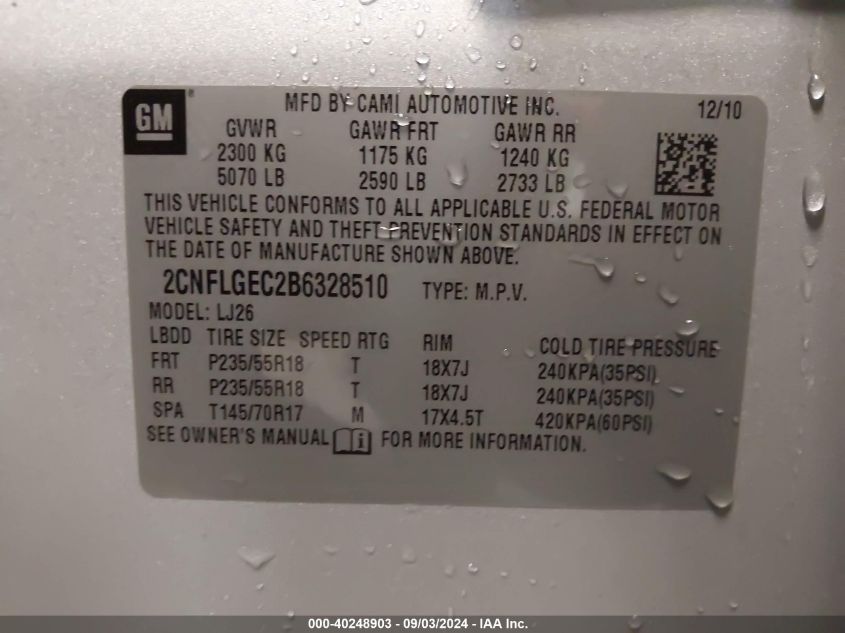 GM ® MFD BY CAMI AUTOMOTIVE INC. 12/10
GVWR GAWR FRT GAWR RR
2300 KG 1175 KG 1240 KG
5070 LB 2590 LB 2733 LB
THIS VEHICLE CONFORMS TO ALL APPLICABLE U.S. FEDERAL MOTOR
VEHICLE SAFETY AND THEFT PREVENTION STANDARDS IN EFFECT ON
THE DATE OF MANUFACTURE SHOWN ABOVE.
2CNFLGEC2B6328510 TYPE: M.P.V.
MODEL: LJ26
LBDD TIRE SIZE SPEED RTG RIM COLD TIRE PRESSURE
FRT P235/55R18 T 18X7J 240KPA(35PSI)
RR P235/55R18 T 18X7J 240KPA(35PSI)
SPA T145/70R17 M 17X4.5T 420KPA(60PSI)
SEE OWNER'S MANUAL i FOR MORE INFORMATION.
000-40248903 - 09/03/2024 - IAA Inc.